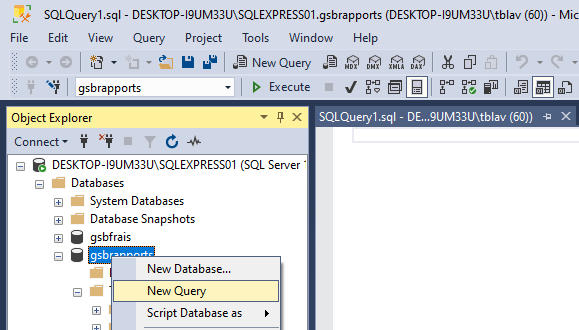 SQLQuery1.sql - DESKTOP-I9UM33U\SQLEXPRESS01.gsbrapports (DESKTOP-I9UM33U\tblav (60)) - Mic
File Edit View Query Project Tools Window Help
New Query MDX DMX XMLA DAX
gsbrapports Execute
Object Explorer
SQLQuery1.sql - DE...9UM33U\tblav (60))
Connect
DESKTOP-I9UM33U\SQLEXPRESS01 (SQL Server
Databases
System Databases
Database Snapshots
gsbfrais
gsbrapports
New Database...
New Query
Script Database as